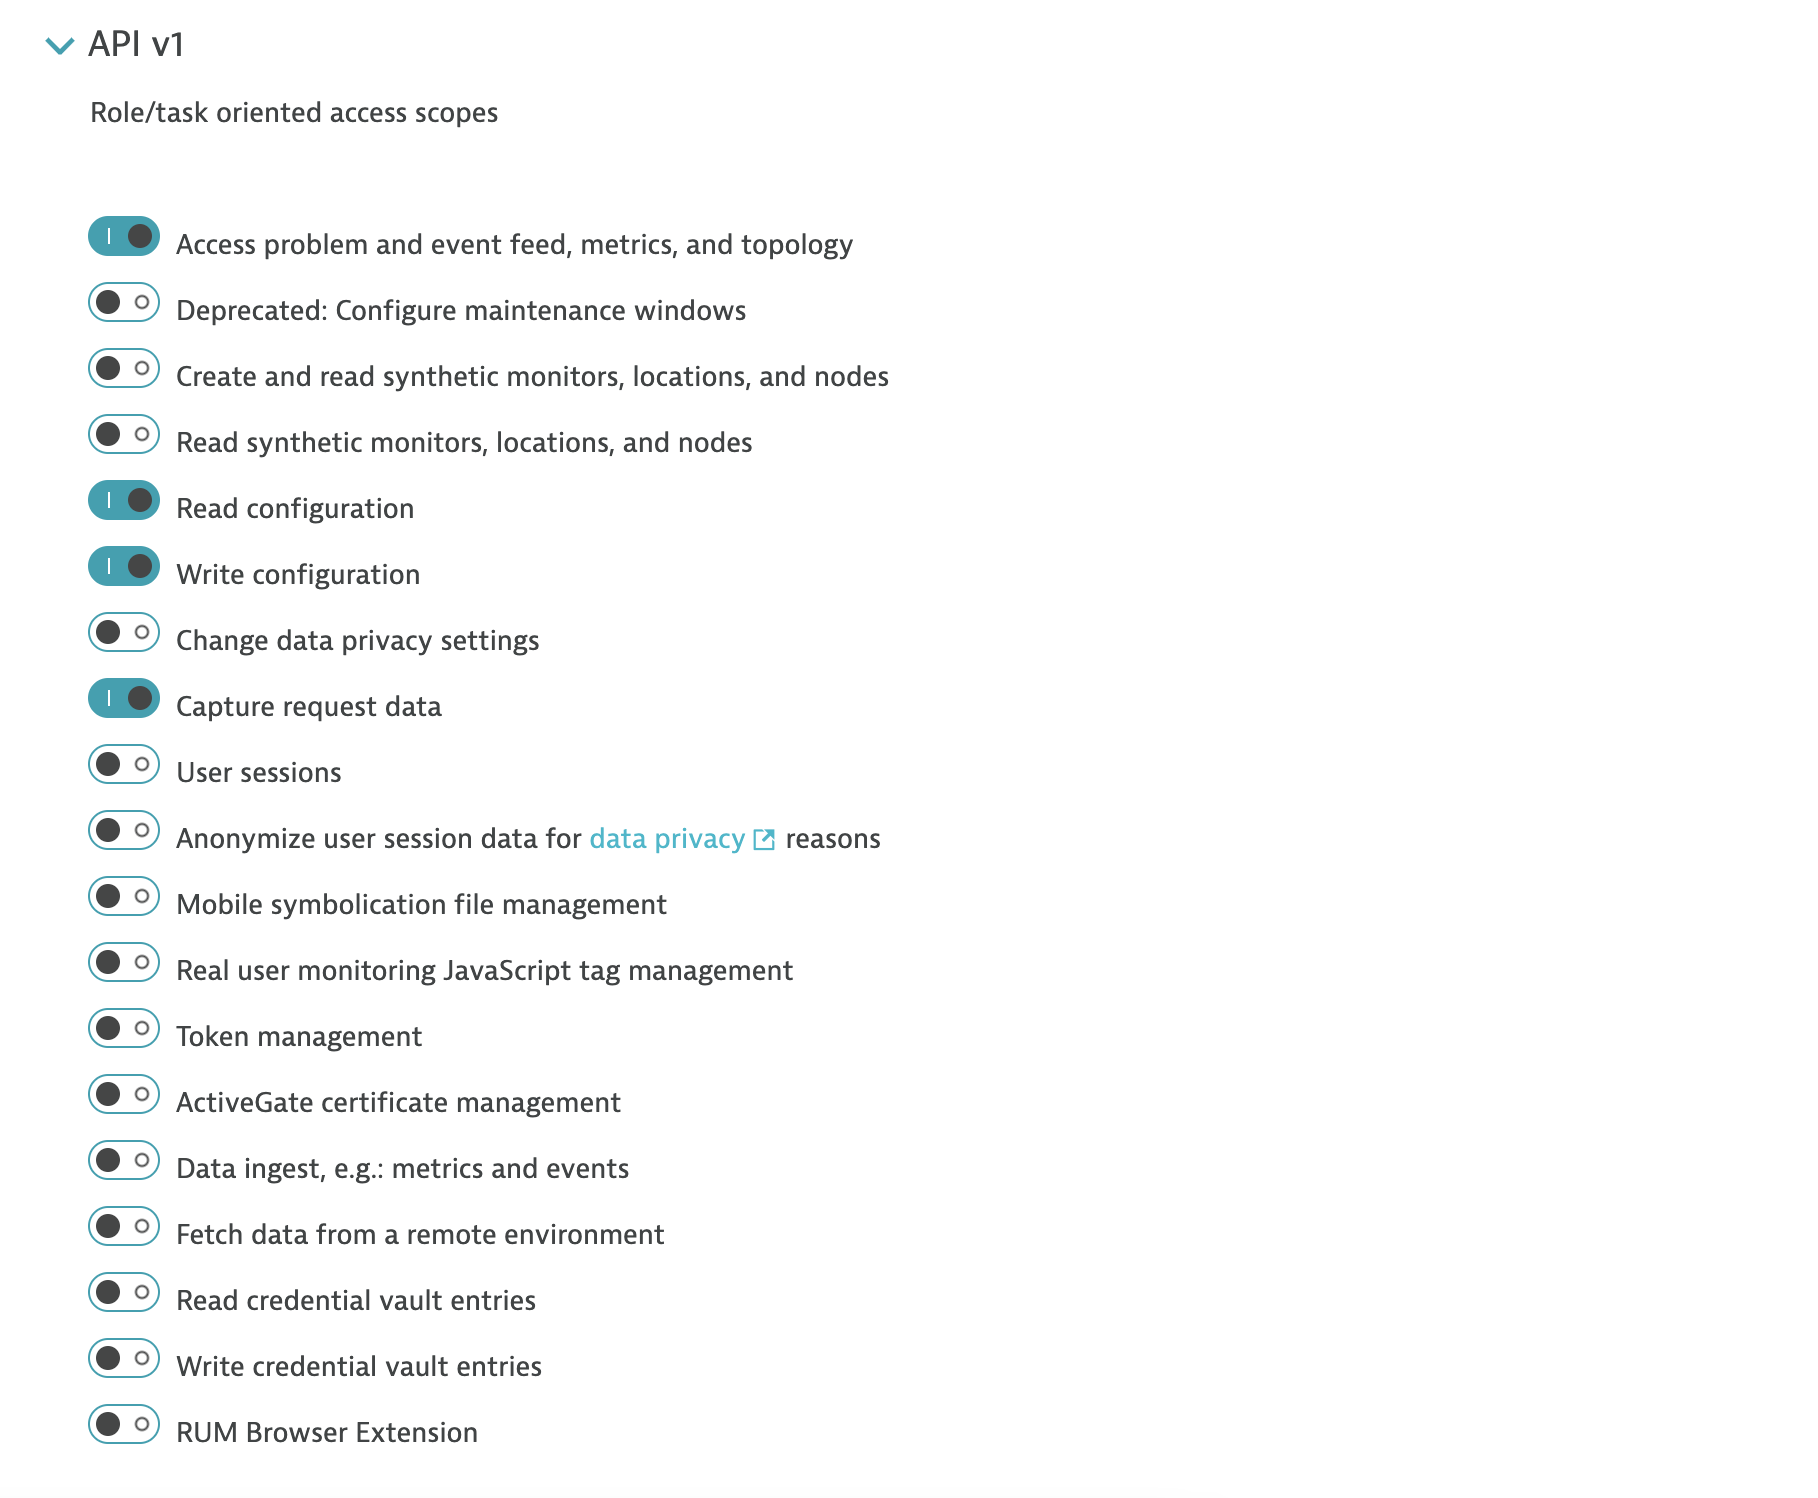 API v1
Role/task oriented access scopes
Access problem and event feed, metrics, and topology
Deprecated: Configure maintenance windows
Create and read synthetic monitors, locations, and nodes
Read synthetic monitors, locations, and nodes
Read configuration
Write configuration
Change data privacy settings
Capture request data
User sessions
Anonymize user session data for data privacy reasons
Mobile symbolication file management
Real user monitoring JavaScript tag management
Token management
ActiveGate certificate management
Data ingest, e.g.: metrics and events
Fetch data from a remote environment
Read credential vault entries
Write credential vault entries
RUM Browser Extension